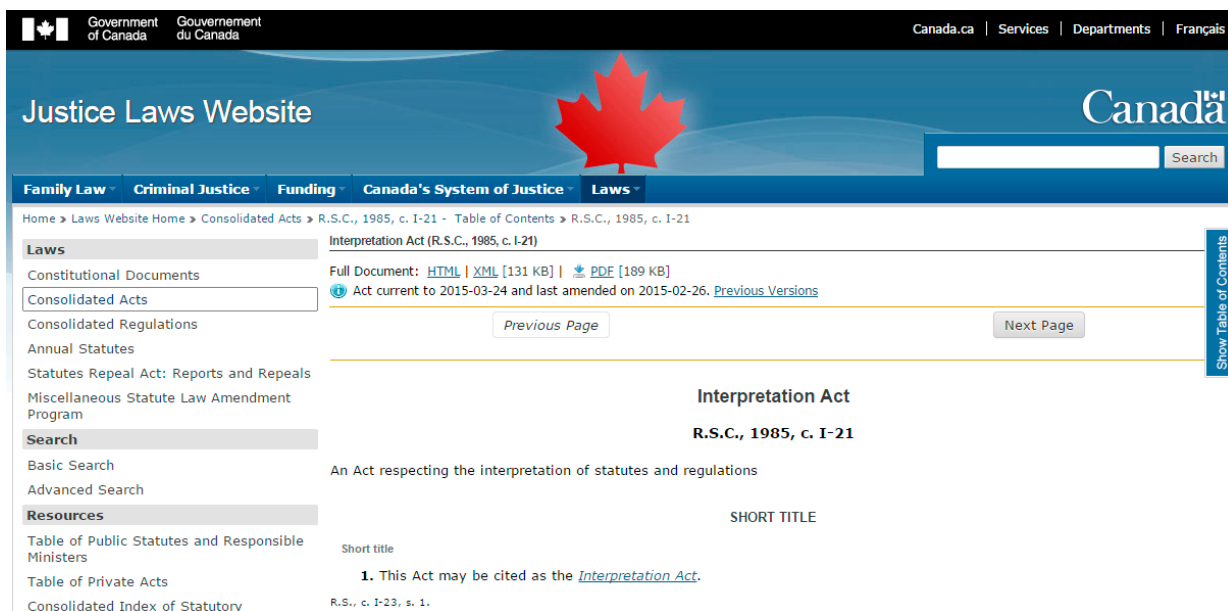 Government of Canada
Gouvernement du Canada
Canada.ca | Services | Departments | Français
Justice Laws Website
Canada
Search
Family Law Criminal Justice Funding Canada's System of Justice Laws
Home > Laws Website Home > Consolidated Acts > R.S.C., 1985, c. I-21 - Table of Contents > R.S.C., 1985, c. I-21
Laws
Constitutional Documents
Consolidated Acts
Consolidated Regulations
Annual Statutes
Statutes Repeal Act: Reports and Repeals
Miscellaneous Statute Law Amendment
Program
Search
Basic Search
Advanced Search
Resources
Table of Public Statutes and Responsible
Ministers
Table of Private Acts
Consolidated Index of Statutory
Interpretation Act (R.S.C., 1985, c. I-21)
Full Document: HTML | XML [131 KB] | PDF [189 KB]
Act current to 2015-03-24 and last amended on 2015-02-26. Previous Versions
Previous Page
Next Page
Show Table of Contents
Interpretation Act
R.S.C., 1985, c. I-21
An Act respecting the interpretation of statutes and regulations
SHORT TITLE
Short title
1. This Act may be cited as the Interpretation Act.
R.S., c. I-23, s. 1.